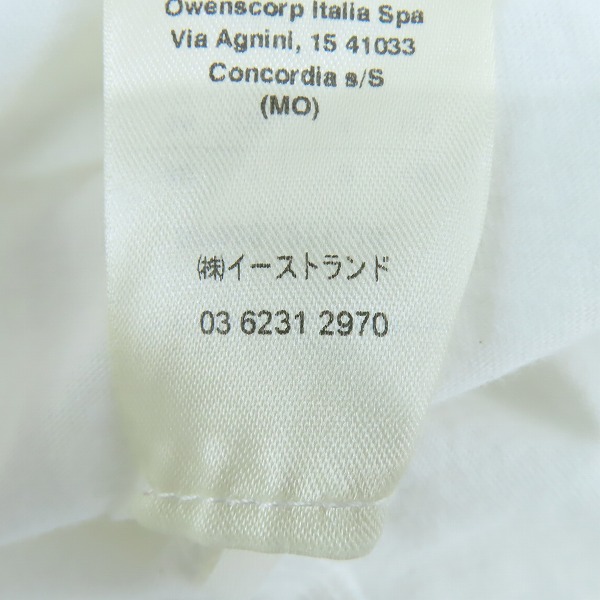 Owenscorp Italia Spa
Via Agnini, 15 41033
Concordia s/S
(MO)
㈱イーストランド
03 6231 2970